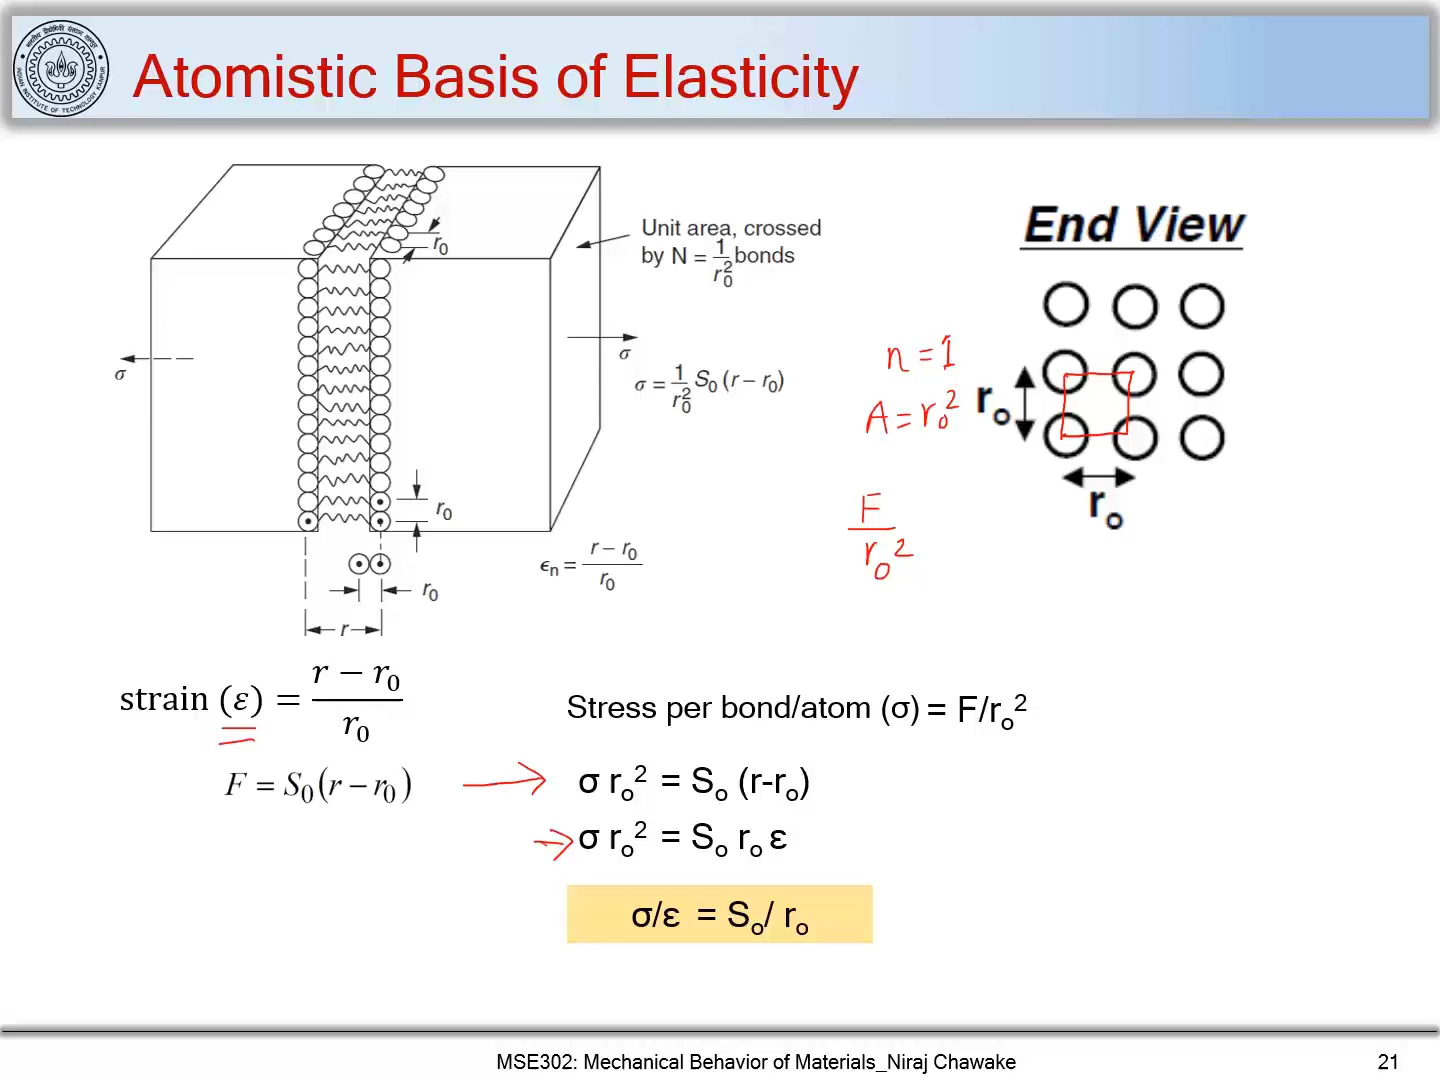 Atomistic Basis of Elasticity
r₀
Unit area, crossed
by N = 1/r₀² bonds
σ
σ
σ = 1/r₀² S₀ (r − r₀)
r₀
ϵₙ = (r − r₀)/r₀
r₀
r
End View
n = 1
A = r₀²
rₒ
rₒ
F/r₀²
strain (ε) = (r − r₀)/r₀
Stress per bond/atom (σ) = F/rₒ²
F = S₀(r − r₀)
σ rₒ² = Sₒ (r-rₒ)
σ rₒ² = Sₒ rₒ ε
σ/ε = Sₒ/ rₒ
MSE302: Mechanical Behavior of Materials_Niraj Chawake
21